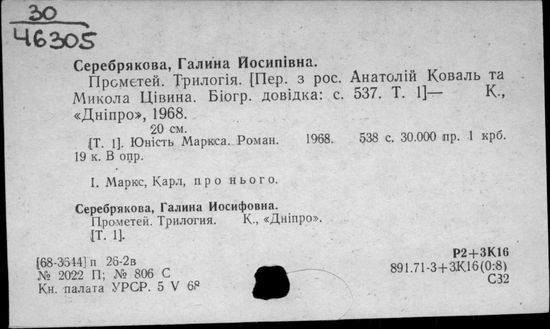 30
Ч6305
Серебрякова, Галина Йосипівна.
Прометей. Трилогія. [Пер. з рос. Анатолій Коваль та
Микола Цівина. Біогр. довідка: с. 537. Т. 1]— К.,
«Дніпро», 1968.
20 см.
[Т. 1]. Юність Маркса. Роман. 1968. 538 с. 30.000 пр. 1 крб.
19 к. В опр.
І. Маркс, Карл, про нього.
Серебрякова, Галина Иосифовна.
Прометей. Трилогия. К., «Дніпро».
[Т. 1].
[68-3644] п 26-2в
№ 2022 П; № 806 С
Кн. палата УРСР. 5 V 68
Р2+3К16
891.71-3+3К16(0:8)
С32